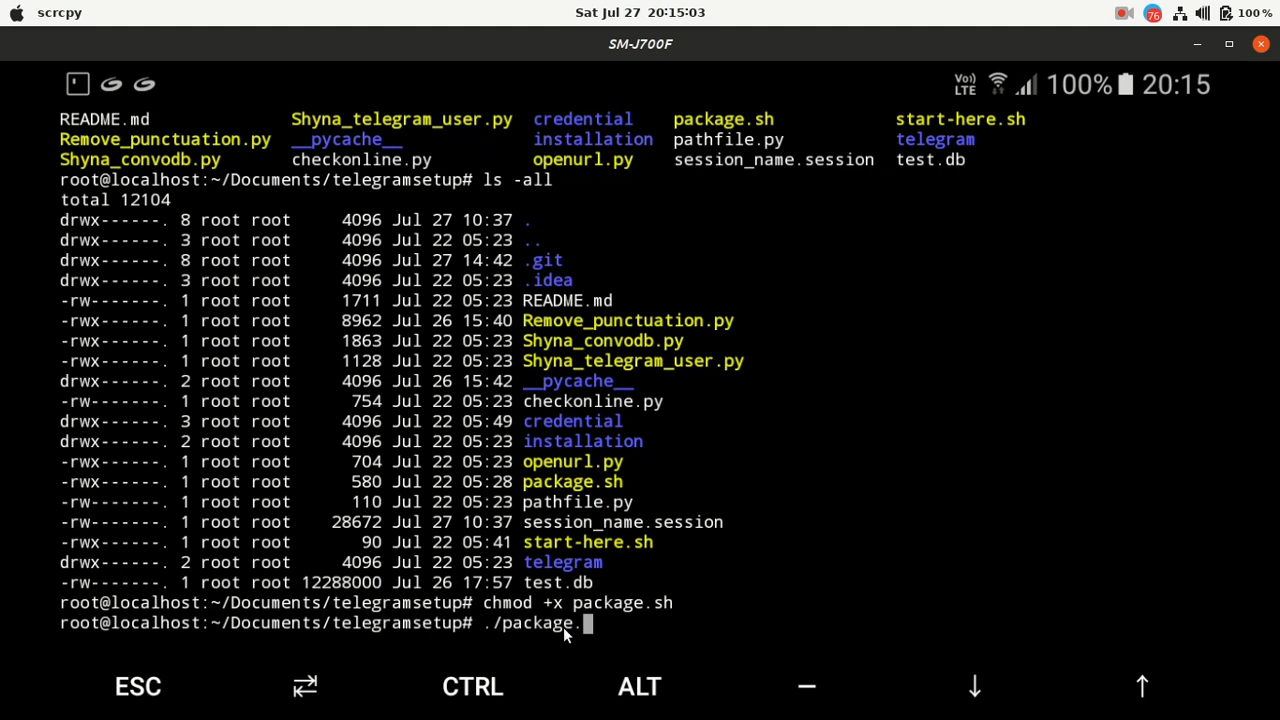 scrcpy Sat Jul 27 20:15:03 76 100%
SM-J700F
Vo) LTE 100% 20:15
README.md Shyna_telegram_user.py credential package.sh start-here.sh
Remove_punctuation.py __pycache__ installation pathfile.py telegram
Shyna_convodb.py checkonline.py openurl.py session_name.session test.db
root@localhost:~/Documents/telegramsetup# ls -all
total 12104
drwx------. 8 root root 4096 Jul 27 10:37 .
drwx------. 3 root root 4096 Jul 22 05:23 ..
drwx------. 8 root root 4096 Jul 27 14:42 .git
drwx------. 3 root root 4096 Jul 22 05:23 .idea
-rw-------. 1 root root 1711 Jul 22 05:23 README.md
-rwx------. 1 root root 8962 Jul 26 15:40 Remove_punctuation.py
-rwx------. 1 root root 1863 Jul 22 05:23 Shyna_convodb.py
-rwx------. 1 root root 1128 Jul 22 05:23 Shyna_telegram_user.py
drwx------. 2 root root 4096 Jul 26 15:42 __pycache__
-rw-------. 1 root root 754 Jul 22 05:23 checkonline.py
drwx------. 3 root root 4096 Jul 22 05:49 credential
drwx------. 2 root root 4096 Jul 22 05:23 installation
-rwx------. 1 root root 704 Jul 22 05:23 openurl.py
-rwx------. 1 root root 580 Jul 22 05:28 package.sh
-rw-------. 1 root root 110 Jul 22 05:23 pathfile.py
-rw-------. 1 root root 28672 Jul 27 10:37 session_name.session
-rwx------. 1 root root 90 Jul 22 05:41 start-here.sh
drwx------. 2 root root 4096 Jul 22 05:23 telegram
-rw-------. 1 root root 12288000 Jul 26 17:57 test.db
root@localhost:~/Documents/telegramsetup# chmod +x package.sh
root@localhost:~/Documents/telegramsetup# ./package.
ESC CTRL ALT — ↓ ↑